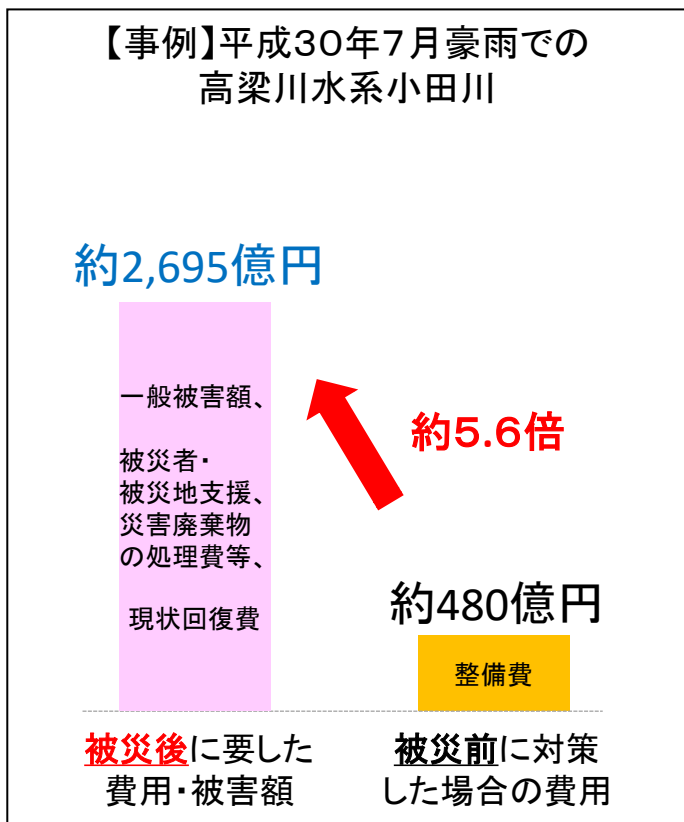 【事例】平成30年7月豪雨での
高梁川水系小田川
約2,695億円
一般被害額、
被災者・
被災地支援、
災害廃棄物
の処理費等、
現状回復費
約5.6倍
約480億円
整備費
被災後に要した
費用・被害額
被災前に対策
した場合の費用